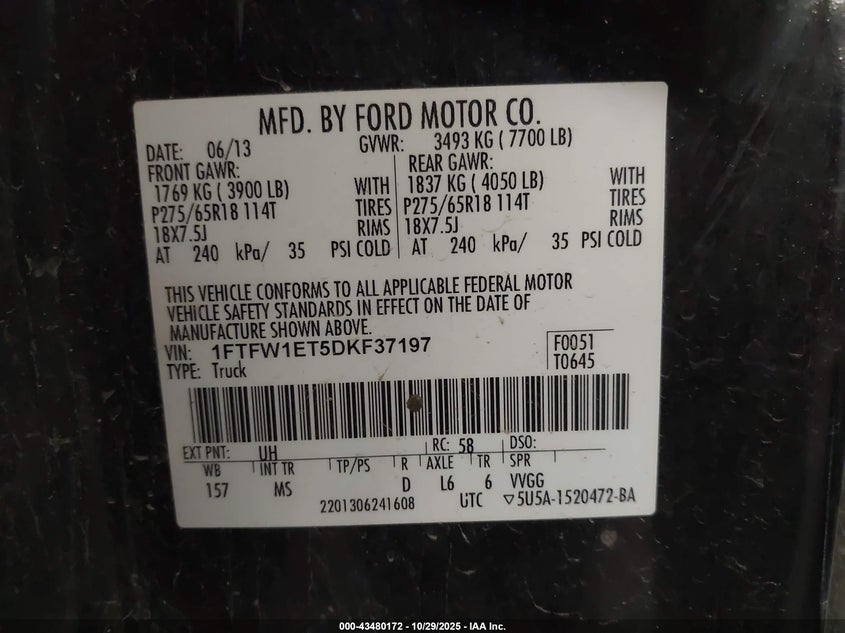 MFD. BY FORD MOTOR CO.
DATE: 06/13 GVWR: 3493 KG ( 7700 LB)
FRONT GAWR: REAR GAWR:
1769 KG ( 3900 LB) WITH 1837 KG ( 4050 LB) WITH
P275/65R18 114T TIRES P275/65R18 114T TIRES
18X7.5J RIMS 18X7.5J RIMS
AT 240 kPa/ 35 PSI COLD AT 240 kPa/ 35 PSI COLD
THIS VEHICLE CONFORMS TO ALL APPLICABLE FEDERAL MOTOR
VEHICLE SAFETY STANDARDS IN EFFECT ON THE DATE OF
MANUFACTURE SHOWN ABOVE.
VIN: 1FTFW1ET5DKF37197 F0051
TYPE: Truck T0645
EXT PNT: UH RC: 58 DSO:
WB INT TR TP/PS R AXLE TR SPR
157 MS D L6 6 VVGG
2201306241608 UTC ▽5U5A-1520472-BA
000-43480172 - 10/29/2025 - IAA Inc.